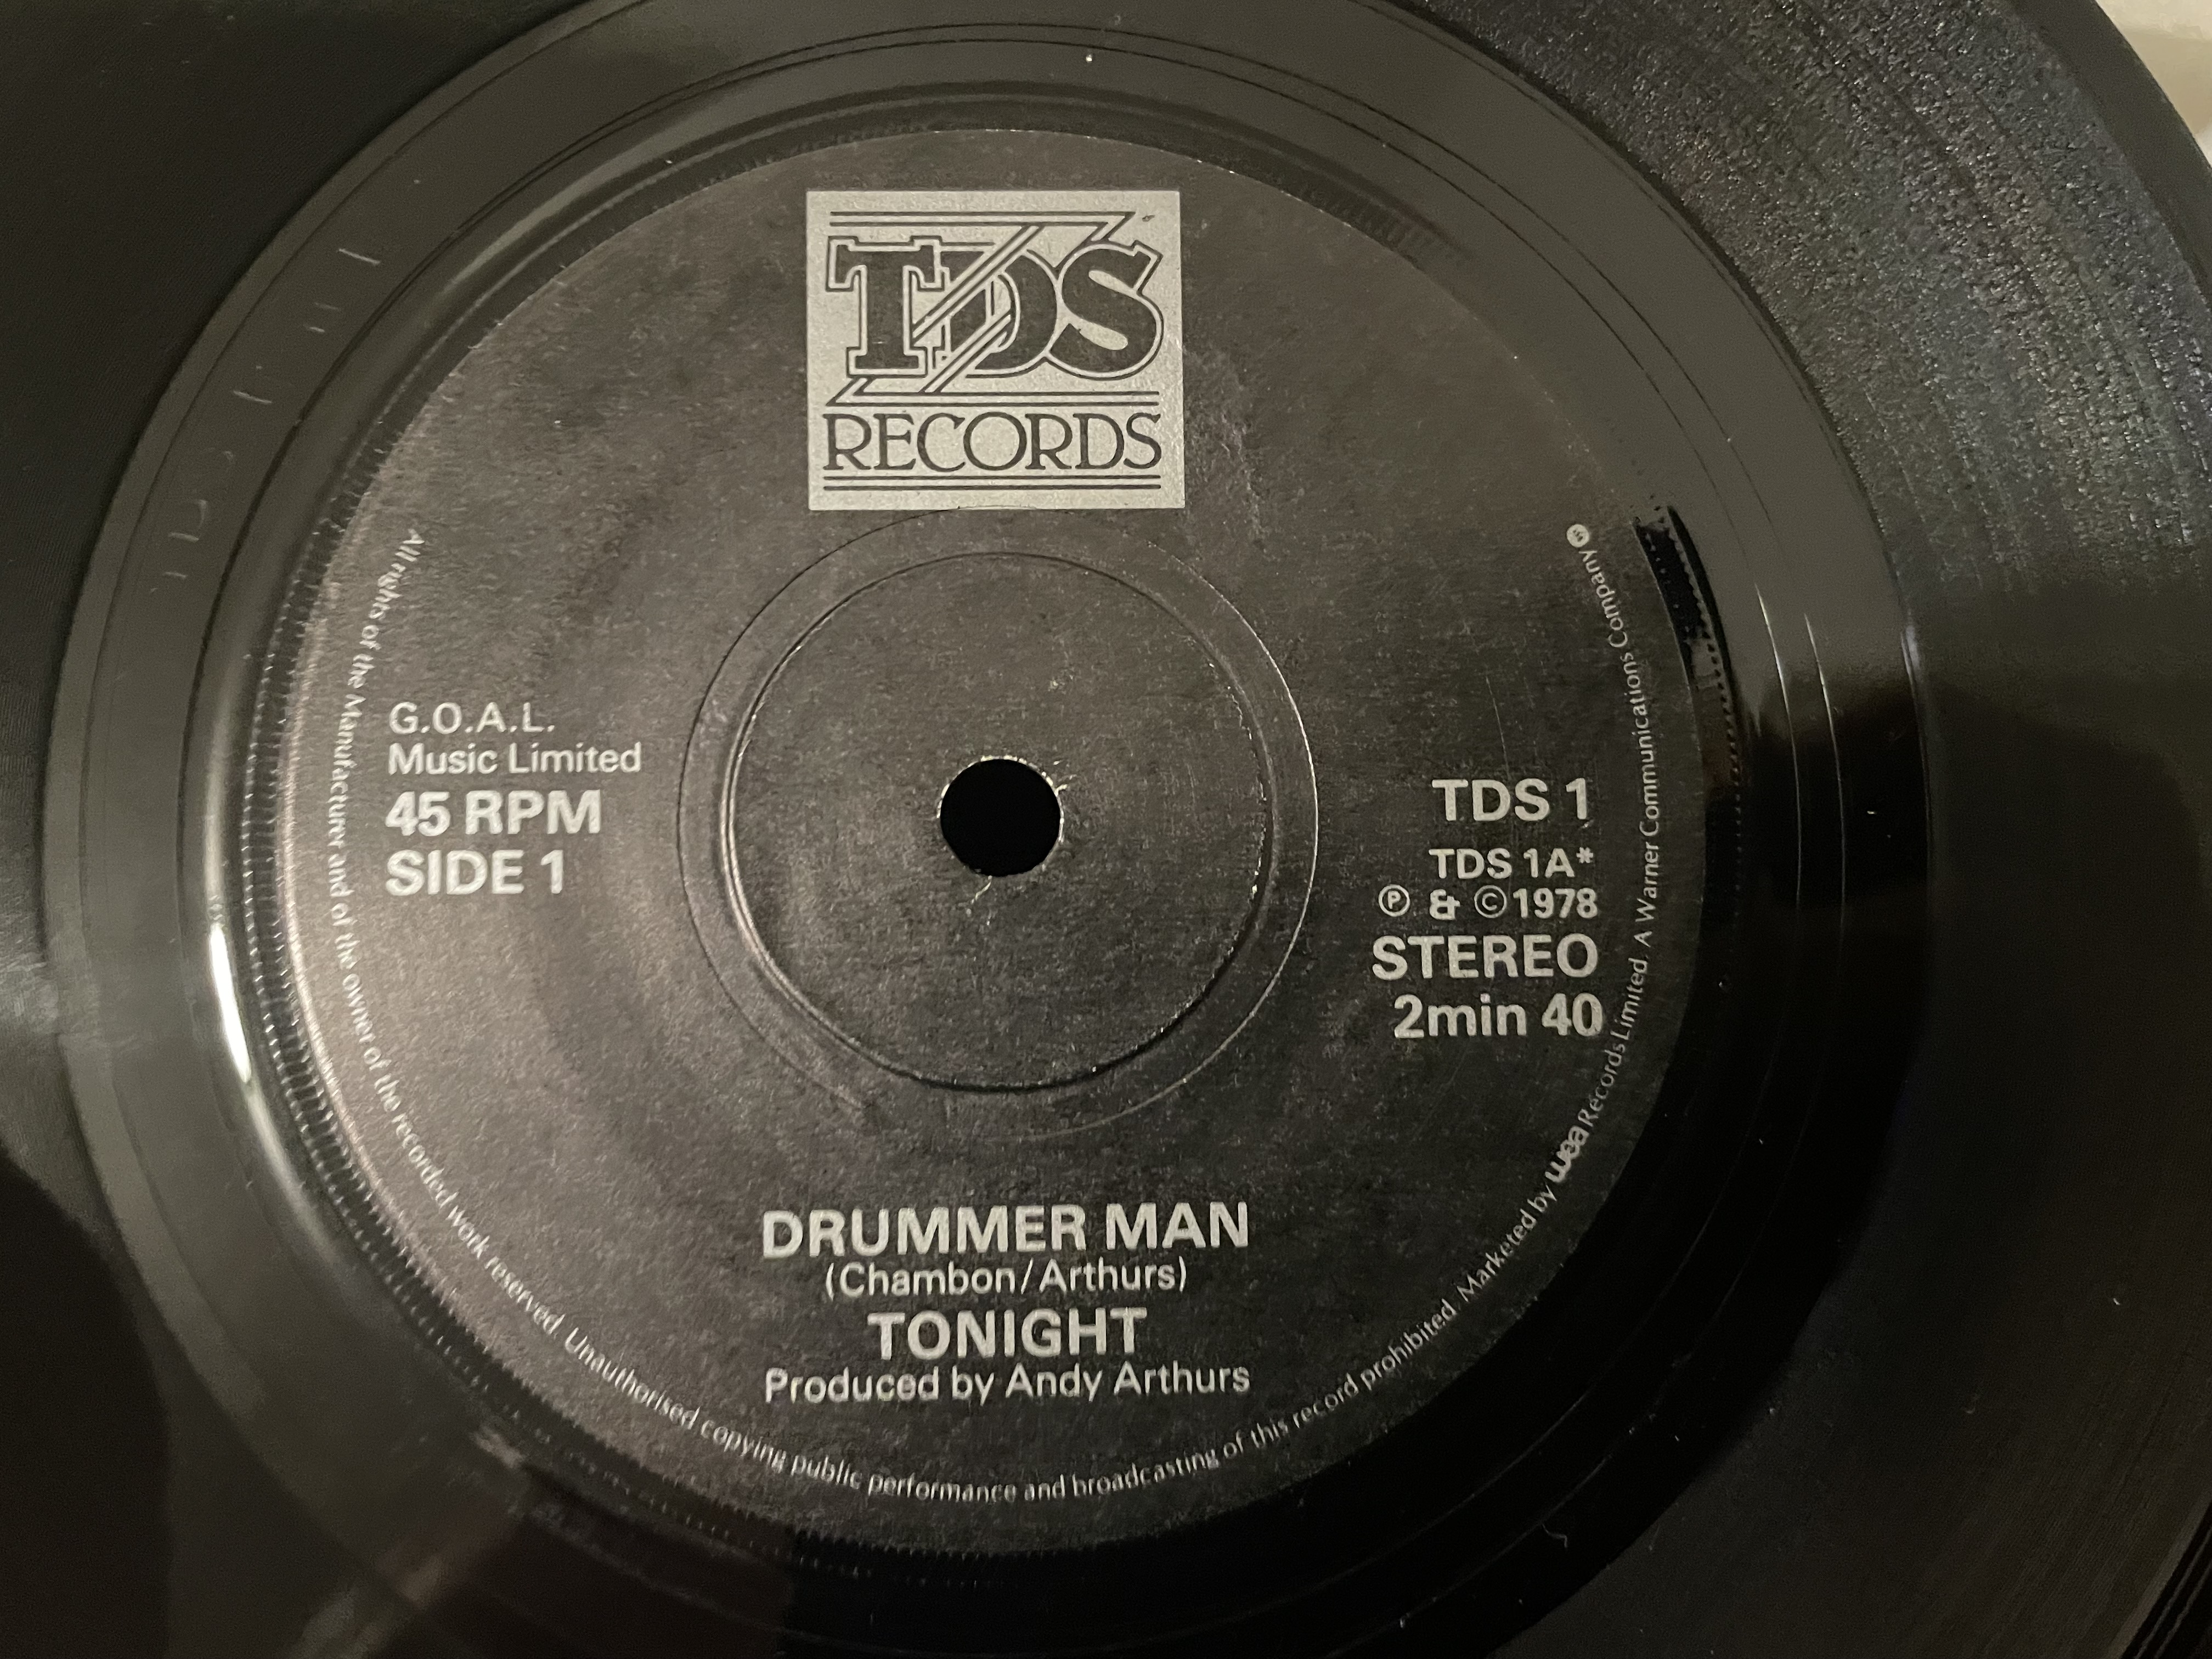 TDS
RECORDS
G.O.A.L.
Music Limited
45 RPM
SIDE 1
TDS 1
TDS 1A*
Ⓟ & ©1978
STEREO
2min 40
DRUMMER MAN
(Chambon/Arthurs)
TONIGHT
Produced by Andy Arthurs
All rights of the Manufacturer and of the owner of the recorded work reserved. Unauthorised copying public performance and broadcasting of this record prohibited. Marketed by wea Records Limited. A Warner Communications Company